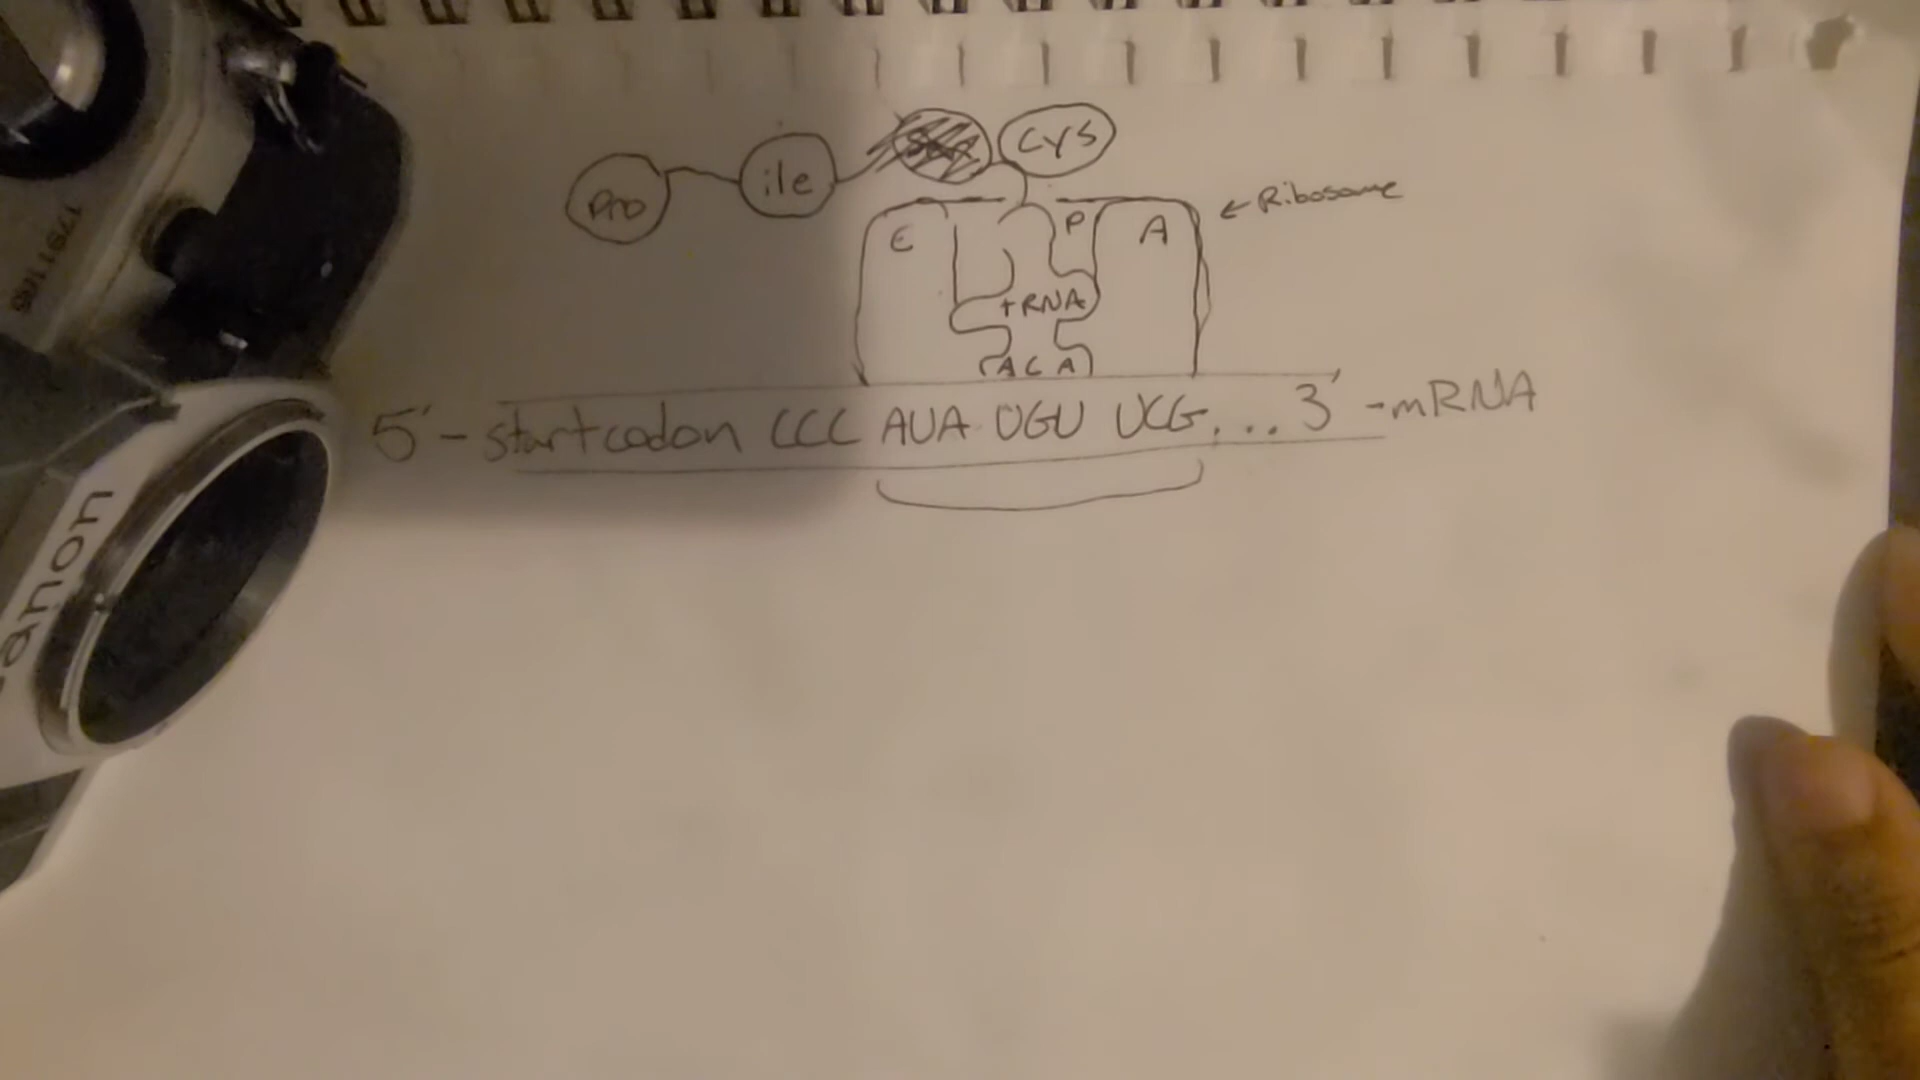 Cys
Pro ile
← Ribosome
E P A
tRNA
ACA
5'-startcodon CCC AUA UGU UCG...3' -mRNA
anon